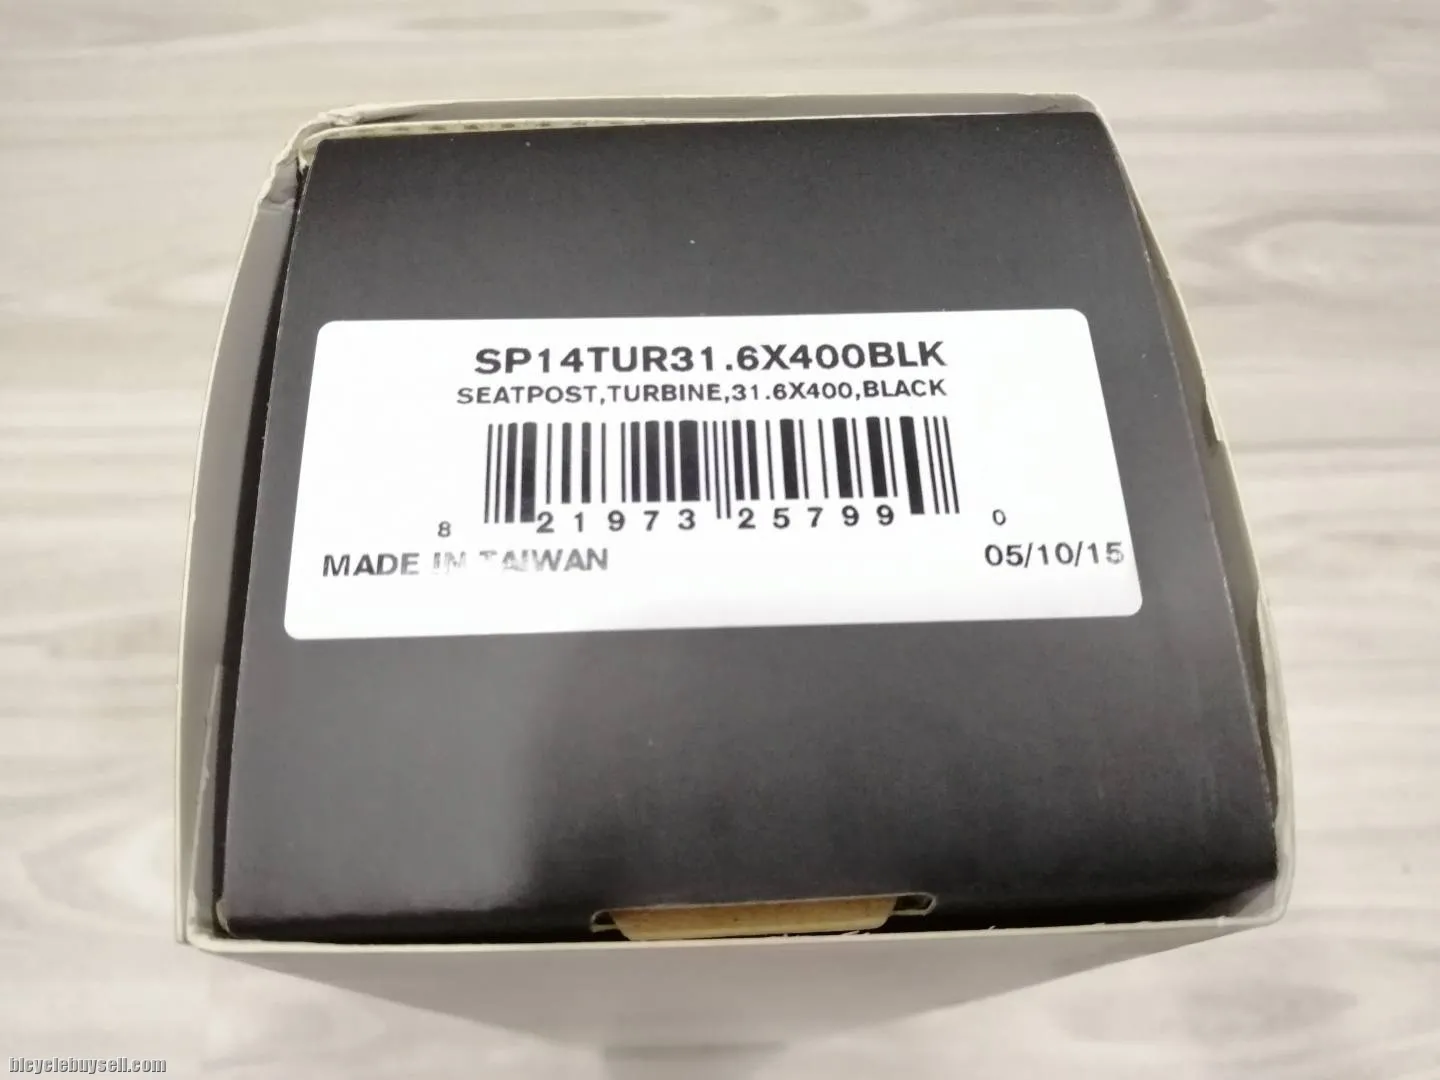 SP14TUR31.6X400BLK
SEATPOST,TURBINE,31.6X400,BLACK
8 21973 25799 0
MADE IN TAIWAN 05/10/15
bicyclebuysell.com